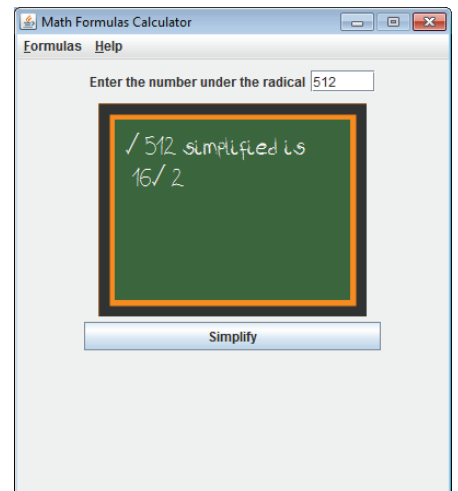 Math Formulas Calculator
Formulas Help
Enter the number under the radical 512
√ 512 simplified is
16√ 2
Simplify